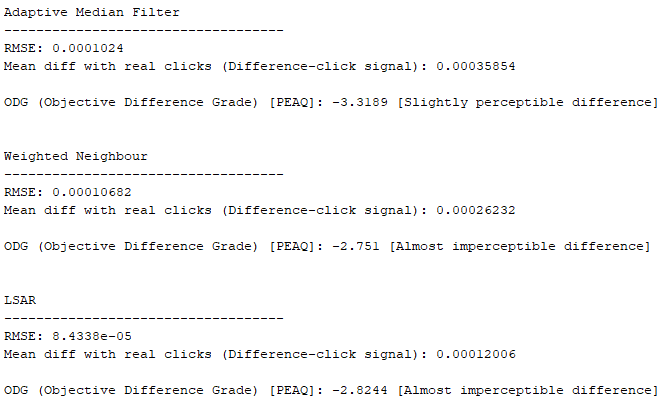 Adaptive Median Filter
-----------------------------------
RMSE: 0.0001024
Mean diff with real clicks (Difference-click signal): 0.00035854
ODG (Objective Difference Grade) [PEAQ]: -3.3189 [Slightly perceptible difference]
Weighted Neighbour
-----------------------------------
RMSE: 0.00010682
Mean diff with real clicks (Difference-click signal): 0.00026232
ODG (Objective Difference Grade) [PEAQ]: -2.751 [Almost imperceptible difference]
LSAR
-----------------------------------
RMSE: 8.4338e-05
Mean diff with real clicks (Difference-click signal): 0.00012006
ODG (Objective Difference Grade) [PEAQ]: -2.8244 [Almost imperceptible difference]